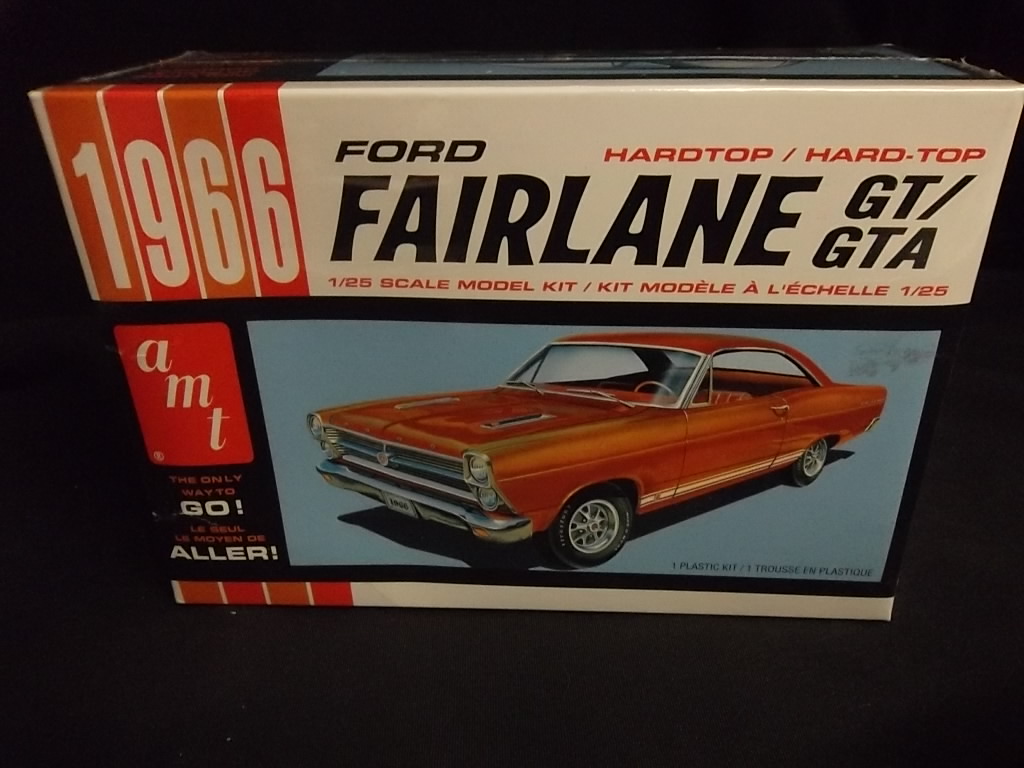 1966
FORD
HARDTOP / HARD-TOP
FAIRLANE GT/
GTA
1/25 SCALE MODEL KIT / KIT MODÈLE À L'ÉCHELLE 1/25
amt
®
THE ONLY
WAY TO
GO!
LE SEUL
LE MOYEN DE
ALLER!
1966
1 PLASTIC KIT / 1 TROUSSE EN PLASTIQUE